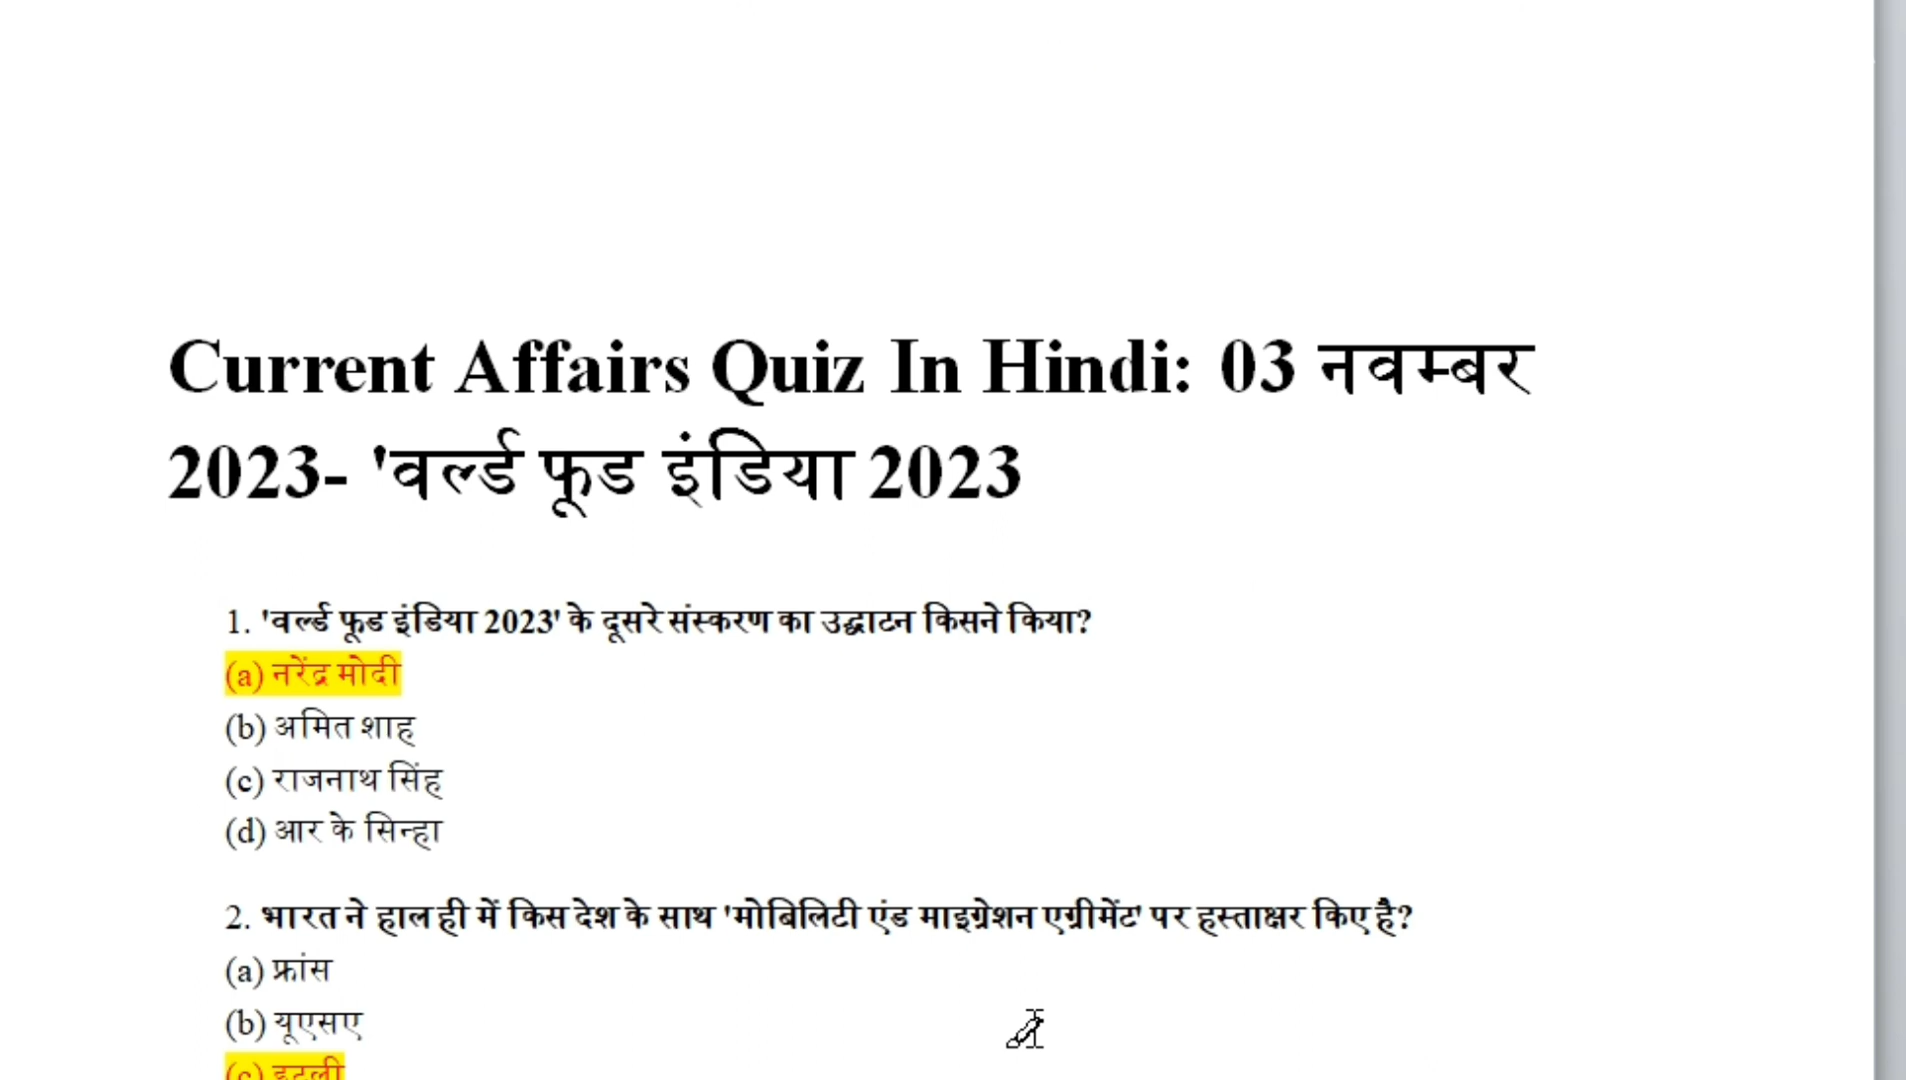 Current Affairs Quiz In Hindi: 03 नवम्बर
2023- 'वर्ल्ड फूड इंडिया 2023
1. 'वर्ल्ड फूड इंडिया 2023' के दूसरे संस्करण का उद्घाटन किसने किया?
(a) नरेंद्र मोदी
(b) अमित शाह
(c) राजनाथ सिंह
(d) आर के सिन्हा
2. भारत ने हाल ही में किस देश के साथ 'मोबिलिटी एंड माइग्रेशन एग्रीमेंट' पर हस्ताक्षर किए है?
(a) फ्रांस
(b) यूएसए
(c) इटली